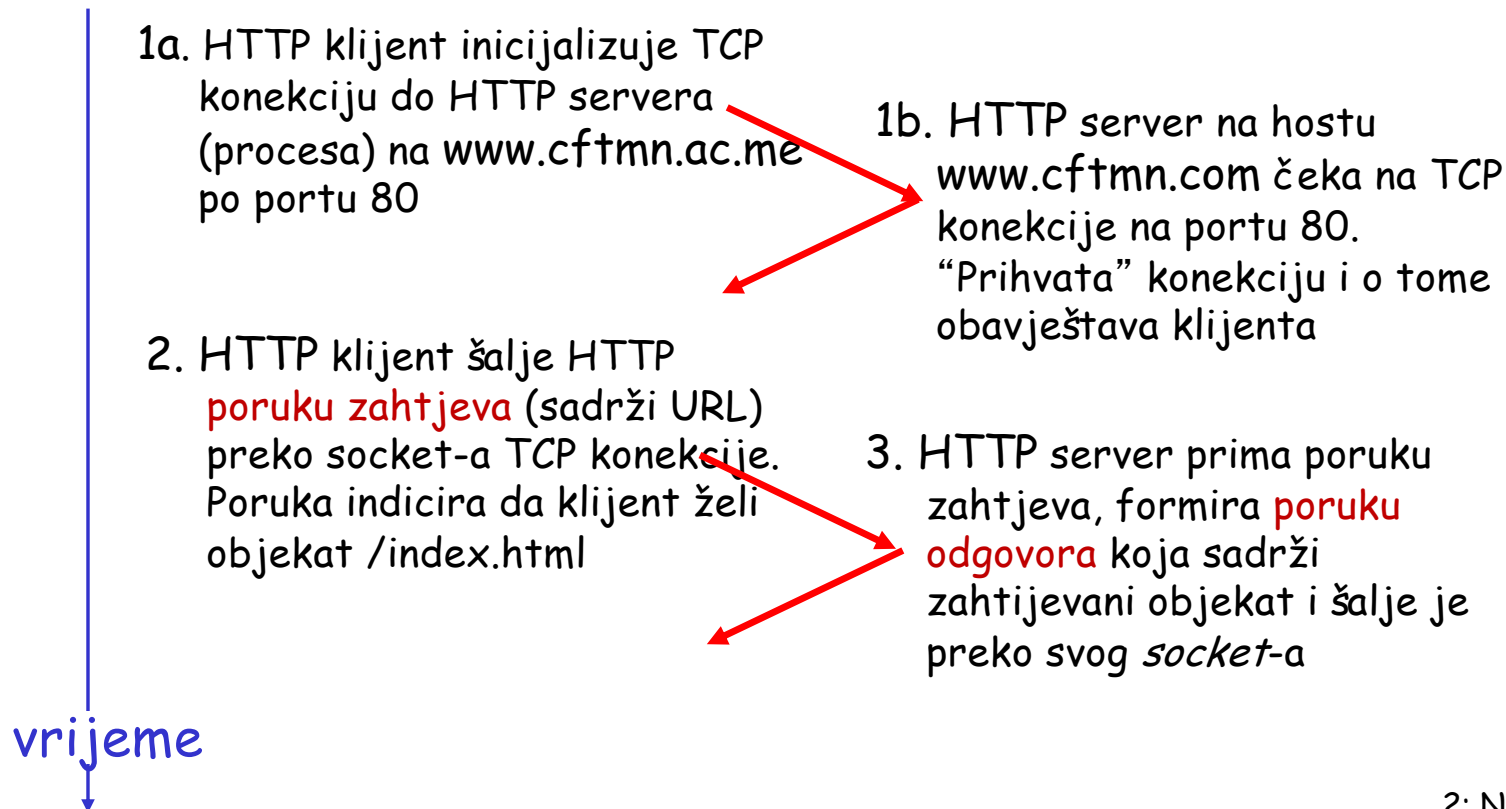 1a. HTTP klijent inicijalizuje TCP
konekciju do HTTP servera
(procesa) na www.cftmn.ac.me
po portu 80
1b. HTTP server na hostu
www.cftmn.com čeka na TCP
konekcije na portu 80.
“Prihvata” konekciju i o tome
obavještava klijenta
2. HTTP klijent šalje HTTP
poruku zahtjeva (sadrži URL)
preko socket-a TCP konekcije.
Poruka indicira da klijent želi
objekat /index.html
3. HTTP server prima poruku
zahtjeva, formira poruku
odgovora koja sadrži
zahtijevani objekat i šalje je
preko svog socket-a
vrijeme
2: N